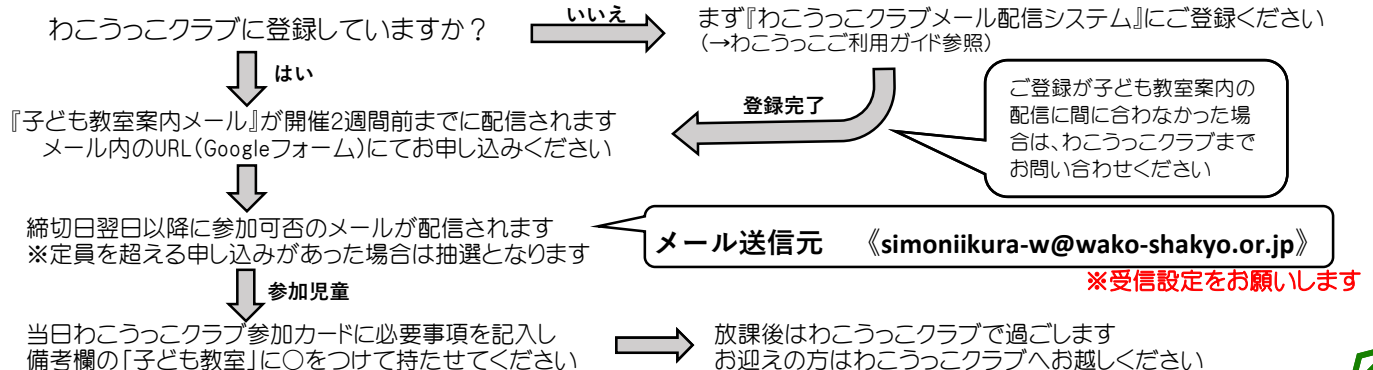 わこうっこクラブに登録していますか？
いいえ
まず『わこうっこクラブメール配信システム』にご登録ください
（→わこうっこご利用ガイド参照）
はい
登録完了
ご登録が子ども教室案内の
配信に間に合わなかった場
合は、わこうっこクラブまで
お問い合わせください
『子ども教室案内メール』が開催2週間前までに配信されます
メール内のURL（Googleフォーム）にてお申し込みください
締切日翌日以降に参加可否のメールが配信されます
※定員を超える申し込みがあった場合は抽選となります
メール送信元　《simoniikura-w@wako-shakyo.or.jp》
※受信設定をお願いします
参加児童
当日わこうっこクラブ参加カードに必要事項を記入し
備考欄の「子ども教室」に○をつけて持たせてください
放課後はわこうっこクラブで過ごします
お迎えの方はわこうっこクラブへお越しください